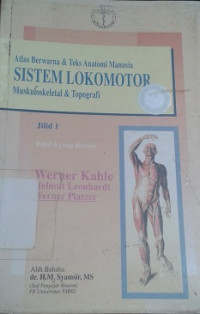 Atlas Berwarna & Teks Anatomi Manusia
SISTEM LOKOMOTOR
Muskuloskeletal & Topografi
Jilid 1
Werner Kahle
Helmut Leonhardt
Werner Platzer
Alih Bahasa:
dr. H.M. Syamsir, MS